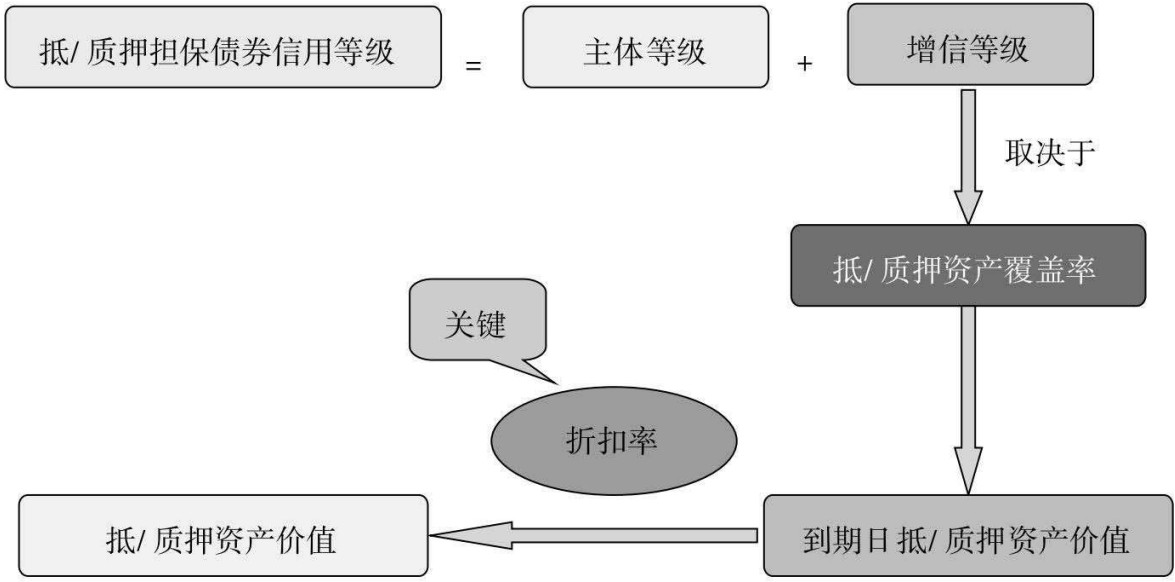 抵/ 质押担保债券信用等级 = 主体等级 + 增信等级
取决于
抵/ 质押资产覆盖率
关键
折扣率
抵/ 质押资产价值
到期日抵/ 质押资产价值